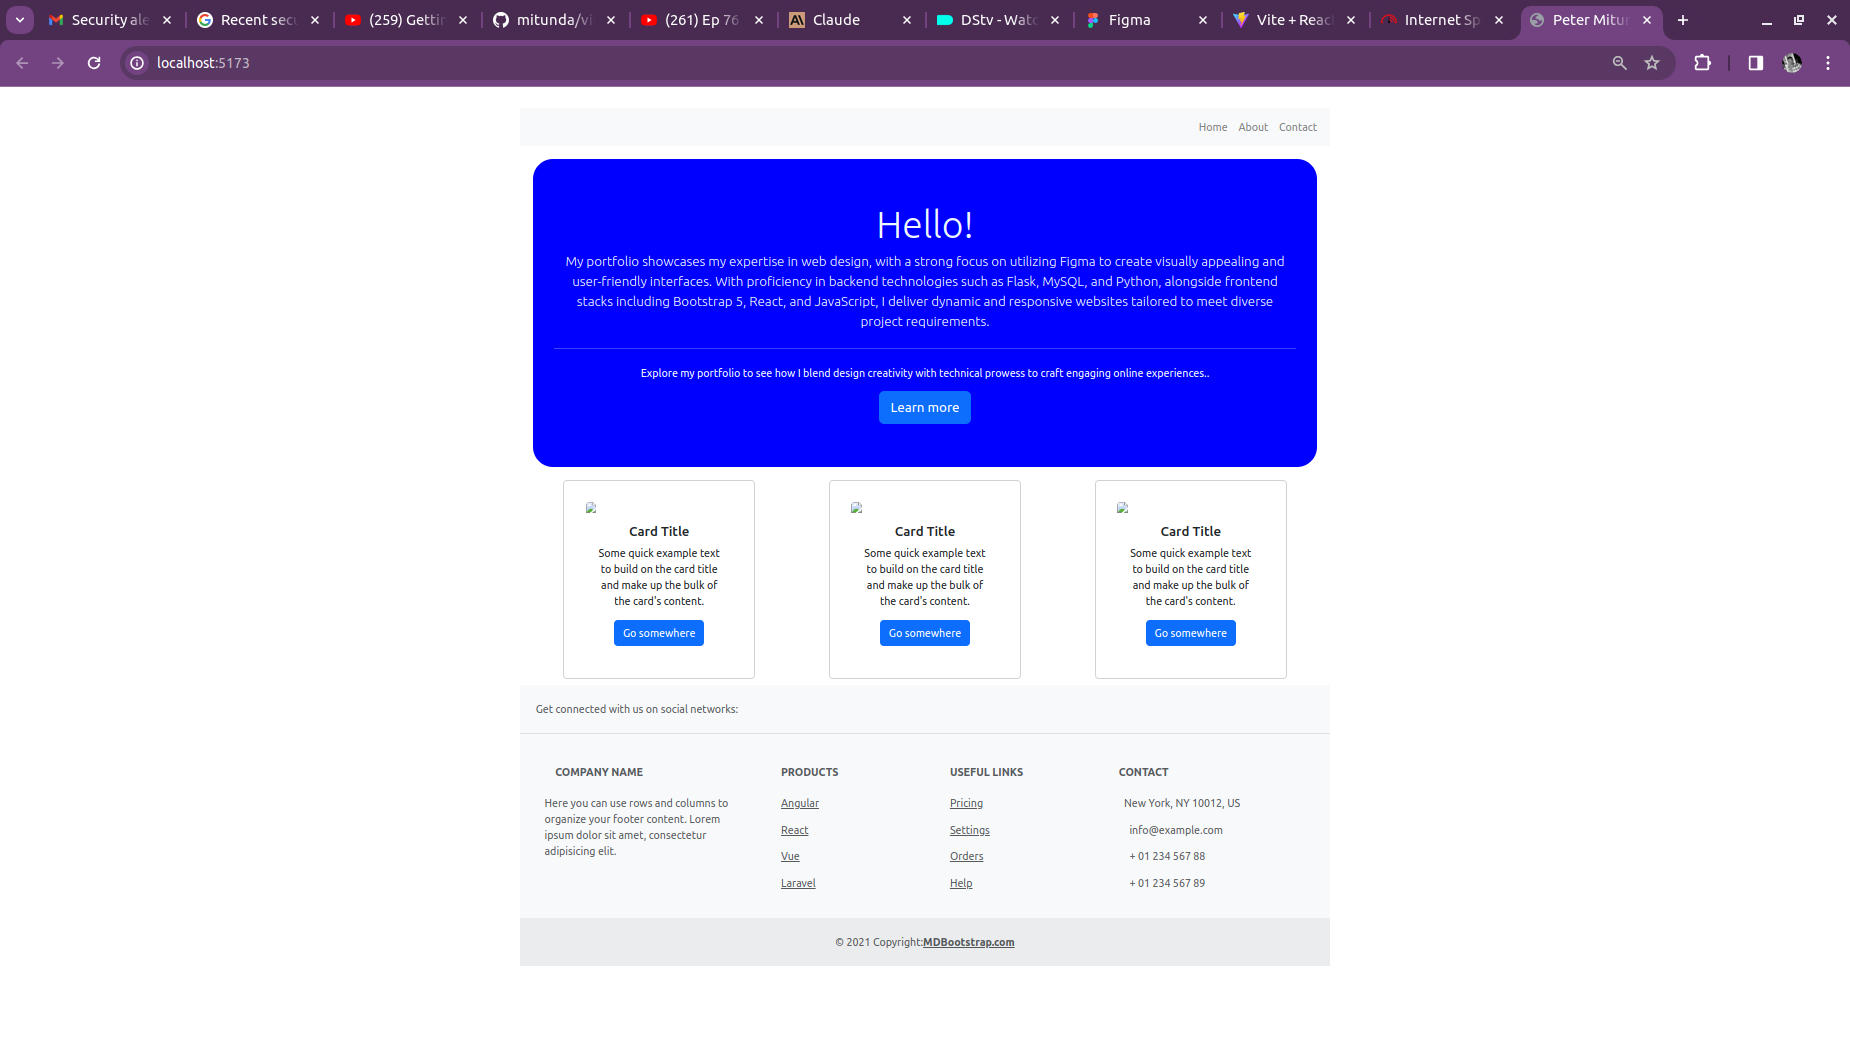 Security ale
Recent secu
(259) Gettin
mitunda/vi
(261) Ep 76
Claude
DStv - Watc
Figma
Vite + Reac
Internet Sp
Peter Mitun
localhost:5173
Home About Contact
Hello!
My portfolio showcases my expertise in web design, with a strong focus on utilizing Figma to create visually appealing and
user-friendly interfaces. With proficiency in backend technologies such as Flask, MySQL, and Python, alongside frontend
stacks including Bootstrap 5, React, and JavaScript, I deliver dynamic and responsive websites tailored to meet diverse
project requirements.
Explore my portfolio to see how I blend design creativity with technical prowess to craft engaging online experiences..
Learn more
Card Title
Some quick example text
to build on the card title
and make up the bulk of
the card's content.
Go somewhere
Card Title
Some quick example text
to build on the card title
and make up the bulk of
the card's content.
Go somewhere
Card Title
Some quick example text
to build on the card title
and make up the bulk of
the card's content.
Go somewhere
Get connected with us on social networks:
COMPANY NAME
Here you can use rows and columns to
organize your footer content. Lorem
ipsum dolor sit amet, consectetur
adipisicing elit.
PRODUCTS
Angular
React
Vue
Laravel
USEFUL LINKS
Pricing
Settings
Orders
Help
CONTACT
New York, NY 10012, US
info@example.com
+ 01 234 567 88
+ 01 234 567 89
© 2021 Copyright:MDBootstrap.com